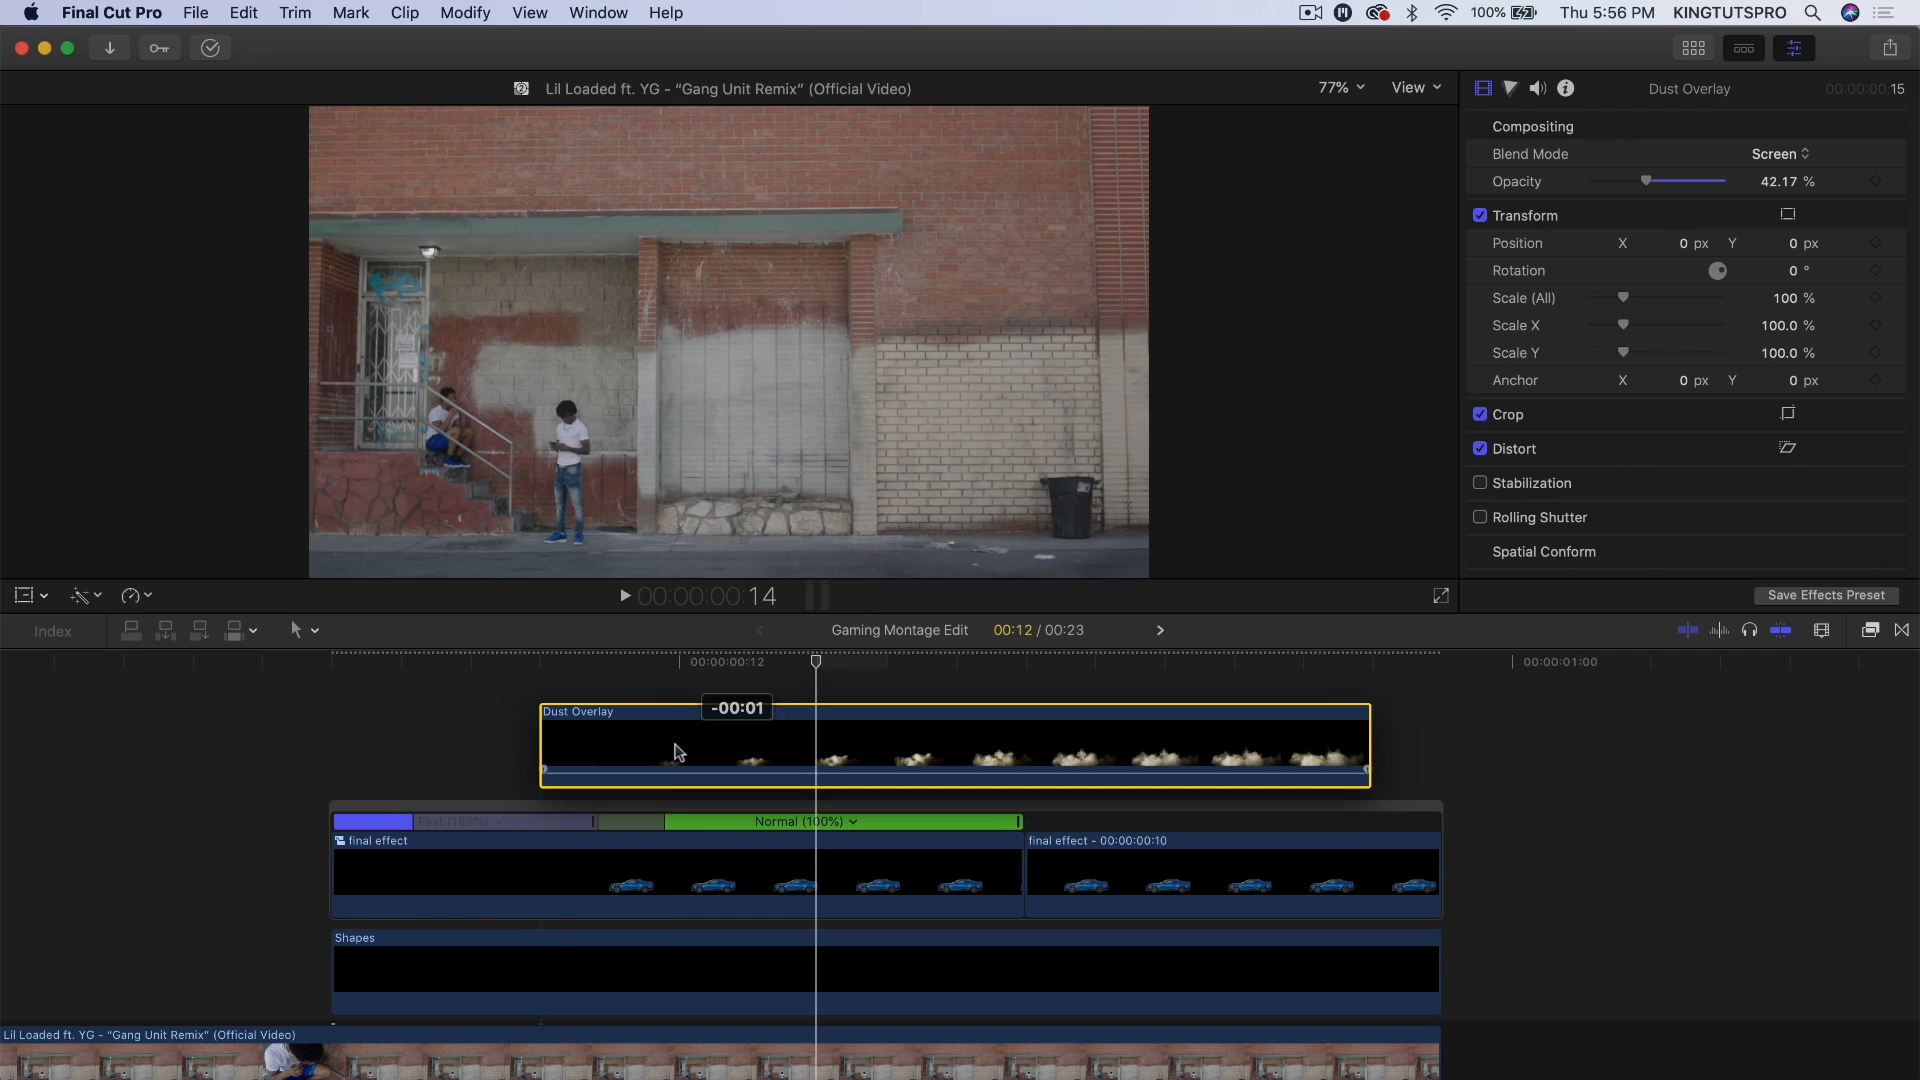 Final Cut Pro File Edit Trim Mark Clip Modify View Window Help
100% Thu 5:56 PM KINGTUTSPRO
Lil Loaded ft. YG - “Gang Unit Remix” (Official Video)
77% View
Dust Overlay 00:00:00:15
Compositing
Blend Mode Screen
Opacity 42.17 %
Transform
Position X 0 px Y 0 px
Rotation 0 °
Scale (All) 100 %
Scale X 100.0 %
Scale Y 100.0 %
Anchor X 0 px Y 0 px
Crop
Distort
Stabilization
Rolling Shutter
Spatial Conform
00:00:00:14
Save Effects Preset
Index
Gaming Montage Edit 00:12 / 00:23
00:00:00:12
00:00:01:00
Dust Overlay
-00:01
Fast (188%)
Normal (100%)
final effect
final effect - 00:00:00:10
Shapes
Lil Loaded ft. YG - “Gang Unit Remix” (Official Video)